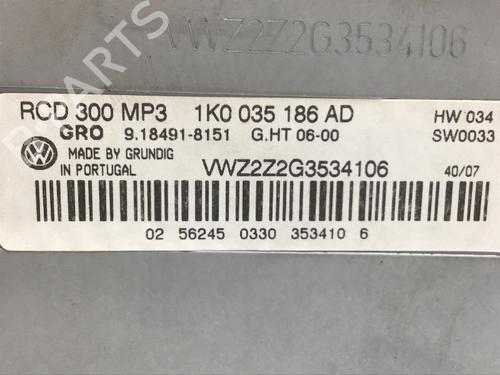 VWZ2Z2G3534106
RCD 300 MP3 1K0 035 186 AD HW 034
GRO 9.18491-8151 G.HT 06-00 SW0033
MADE BY GRUNDIG
IN PORTUGAL VWZ2Z2G3534106 40/07
02 56245 0330 353410 6
PARTS